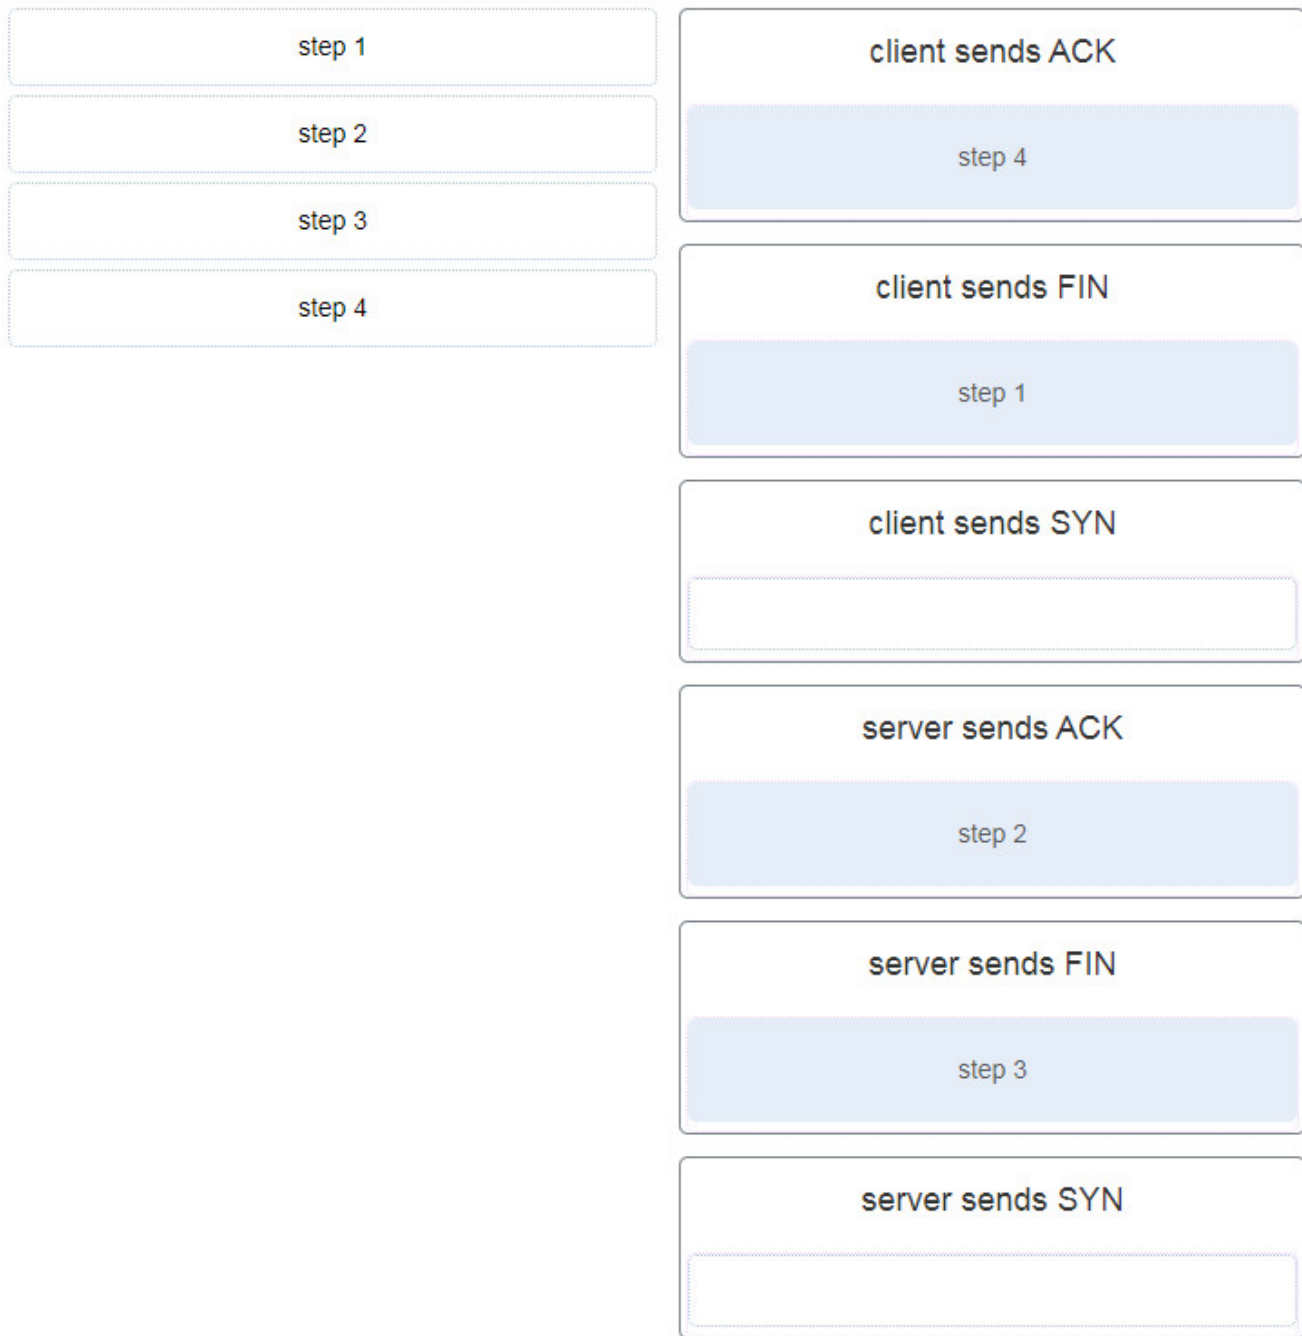 step 1
step 2
step 3
step 4
client sends ACK
step 4
client sends FIN
step 1
client sends SYN
server sends ACK
step 2
server sends FIN
step 3
server sends SYN